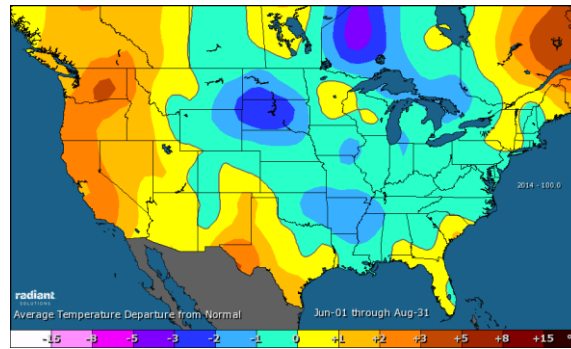 2014 - 100.0
radiant
SOLUTIONS
Average Temperature Departure from Normal Jun-01 through Aug-31
-15 -8 -5 -3 -2 -1 0 +1 +2 +3 +5 +8 +15 °